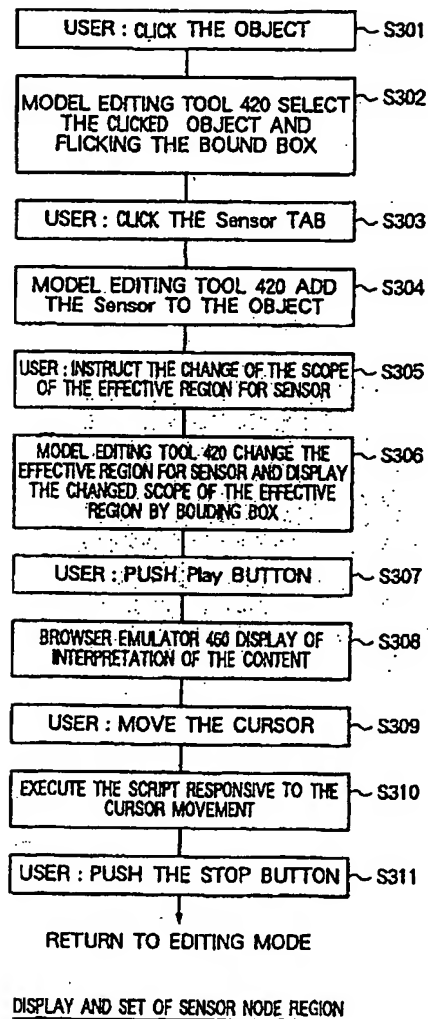 USER : CLICK THE OBJECT
S301
MODEL EDITING TOOL 420 SELECT
THE CLICKED OBJECT AND
FLICKING THE BOUND BOX
S302
USER : CLICK THE Sensor TAB
S303
MODEL EDITING TOOL 420 ADD
THE Sensor TO THE OBJECT
S304
USER : INSTRUCT THE CHANGE OF THE SCOPE
OF THE EFFECTIVE REGION FOR SENSOR
S305
MODEL EDITING TOOL 420 CHANGE THE
EFFECTIVE REGION FOR SENSOR AND DISPLAY
THE CHANGED SCOPE OF THE EFFECTIVE
REGION BY BOUDING BOX
S306
USER : PUSH Play BUTTON
S307
BROWSER EMULATOR 460 DISPLAY OF
INTERPRETATION OF THE CONTENT
S308
USER : MOVE THE CURSOR
S309
EXECUTE THE SCRIPT RESPONSIVE TO THE
CURSOR MOVEMENT
S310
USER : PUSH THE STOP BUTTON
S311
RETURN TO EDITING MODE
DISPLAY AND SET OF SENSOR NODE REGION